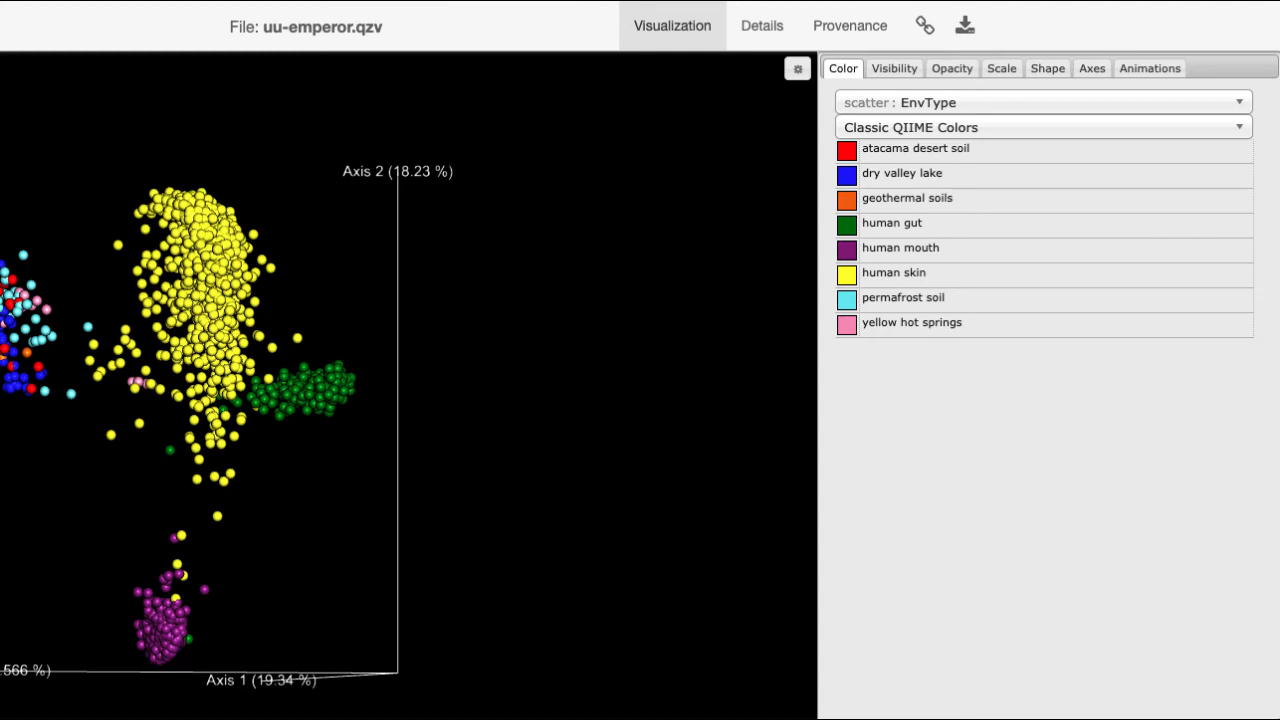 File: uu-emperor.qzv
Visualization
Details
Provenance
Color
Visibility
Opacity
Scale
Shape
Axes
Animations
scatter : EnvType
Classic QIIME Colors
atacama desert soil
dry valley lake
geothermal soils
human gut
human mouth
human skin
permafrost soil
yellow hot springs
Axis 2 (18.23 %)
.566 %)
Axis 1 (19.34 %)